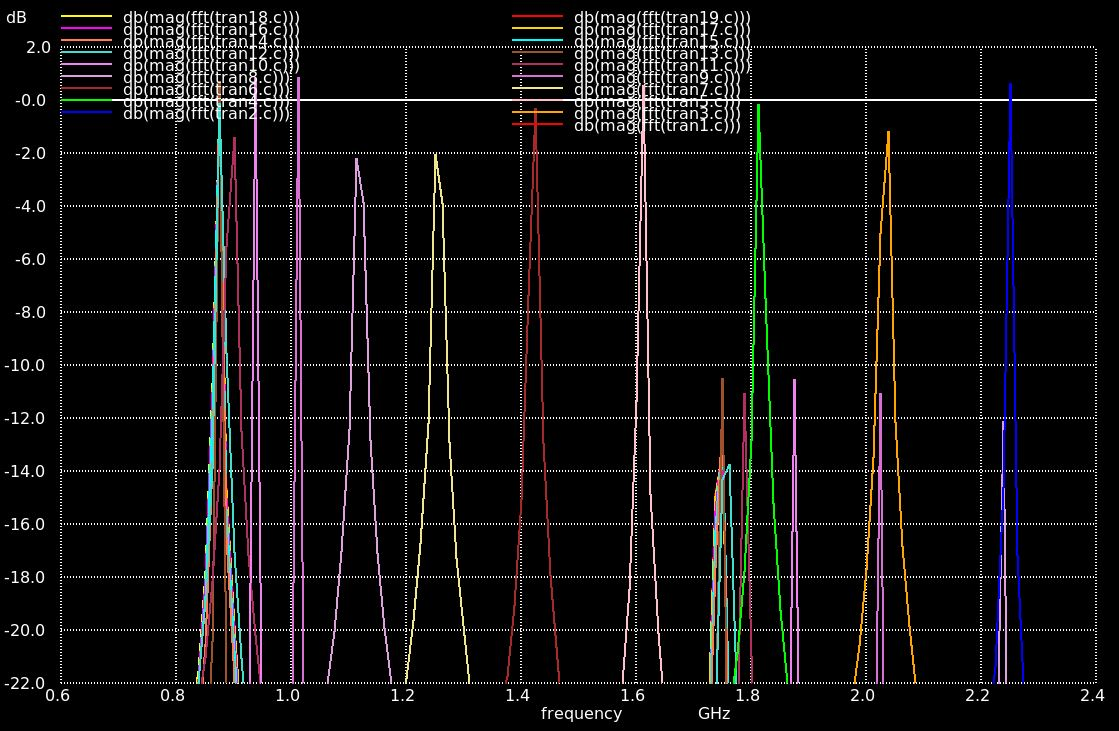 dB
db(mag(fft(tran18.c)))
db(mag(fft(tran16.c)))
db(mag(fft(tran14.c)))
db(mag(fft(tran12.c)))
db(mag(fft(tran10.c)))
db(mag(fft(tran8.c)))
db(mag(fft(tran6.c)))
db(mag(fft(tran4.c)))
db(mag(fft(tran2.c)))
db(mag(fft(tran19.c)))
db(mag(fft(tran17.c)))
db(mag(fft(tran15.c)))
db(mag(fft(tran13.c)))
db(mag(fft(tran11.c)))
db(mag(fft(tran9.c)))
db(mag(fft(tran7.c)))
db(mag(fft(tran5.c)))
db(mag(fft(tran3.c)))
db(mag(fft(tran1.c)))
2.0
-0.0
-2.0
-4.0
-6.0
-8.0
-10.0
-12.0
-14.0
-16.0
-18.0
-20.0
-22.0
0.6 0.8 1.0 1.2 1.4 1.6 1.8 2.0 2.2 2.4
frequency GHz